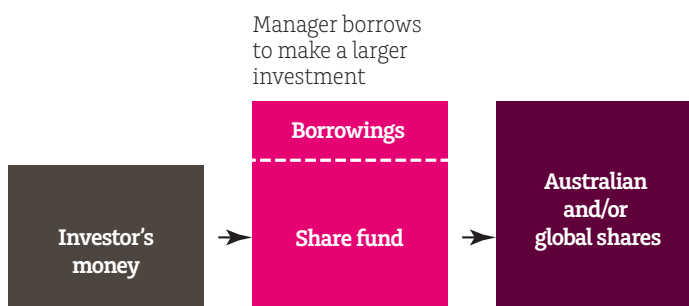 Manager borrows
to make a larger
investment
Borrowings
Investor's
money
Share fund
Australian
and/or
global shares